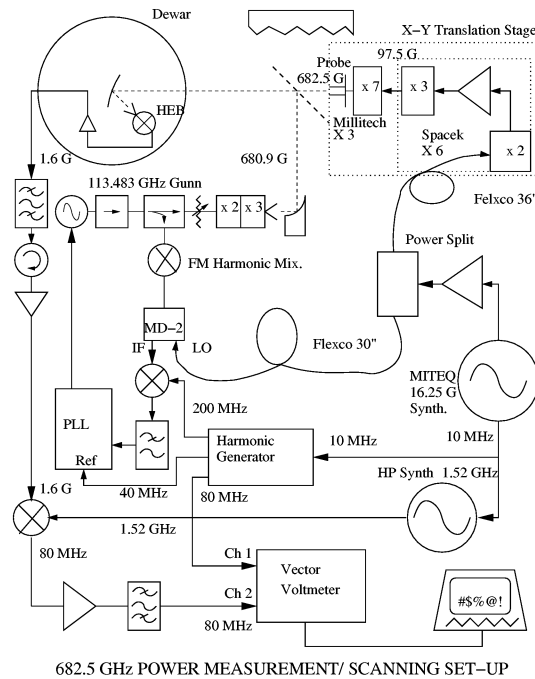 Dewar
X-Y Translation Stage
97.5 G
Probe
682.5 G
x 7
x 3
HEB
Millitech
X 3
Spacek
X 6
x 2
1.6 G
680.9 G
113.483 GHz Gunn
Felxco 36"
x 2
x 3
Power Split
FM Harmonic Mix.
MD-2
IF
LO
Flexco 30"
MITEQ
16.25 G
Synth.
200 MHz
PLL
Ref
Harmonic
Generator
10 MHz
10 MHz
40 MHz
HP Synth 1.52 GHz
80 MHz
1.6 G
1.52 GHz
80 MHz
Ch 1
Vector
Voltmeter
Ch 2
80 MHz
#$%@!
682.5 GHz POWER MEASUREMENT/ SCANNING SET-UP